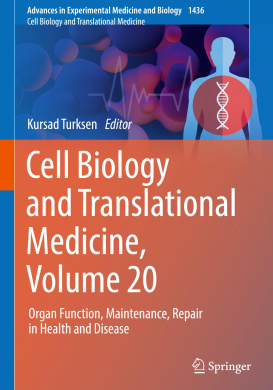 Advances in Experimental Medicine and Biology 1436
Cell Biology and Translational Medicine
Kursad Turksen Editor
Cell Biology
and Translational
Medicine,
Volume 20
Organ Function, Maintenance, Repair
in Health and Disease
Springer